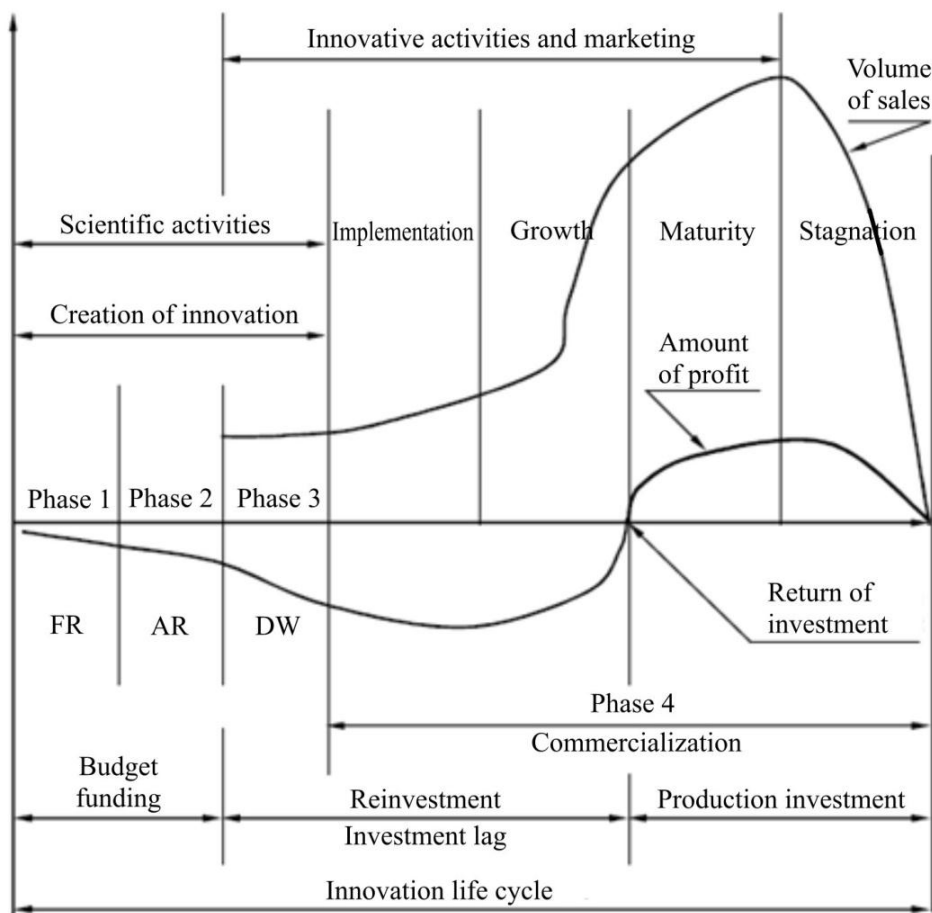 Innovative activities and marketing
Volume
of sales
Scientific activities
Implementation
Growth
Maturity
Stagnation
Creation of innovation
Amount
of profit
Phase 1
Phase 2
Phase 3
Return of
investment
FR
AR
DW
Phase 4
Commercialization
Budget
funding
Reinvestment
Investment lag
Production investment
Innovation life cycle